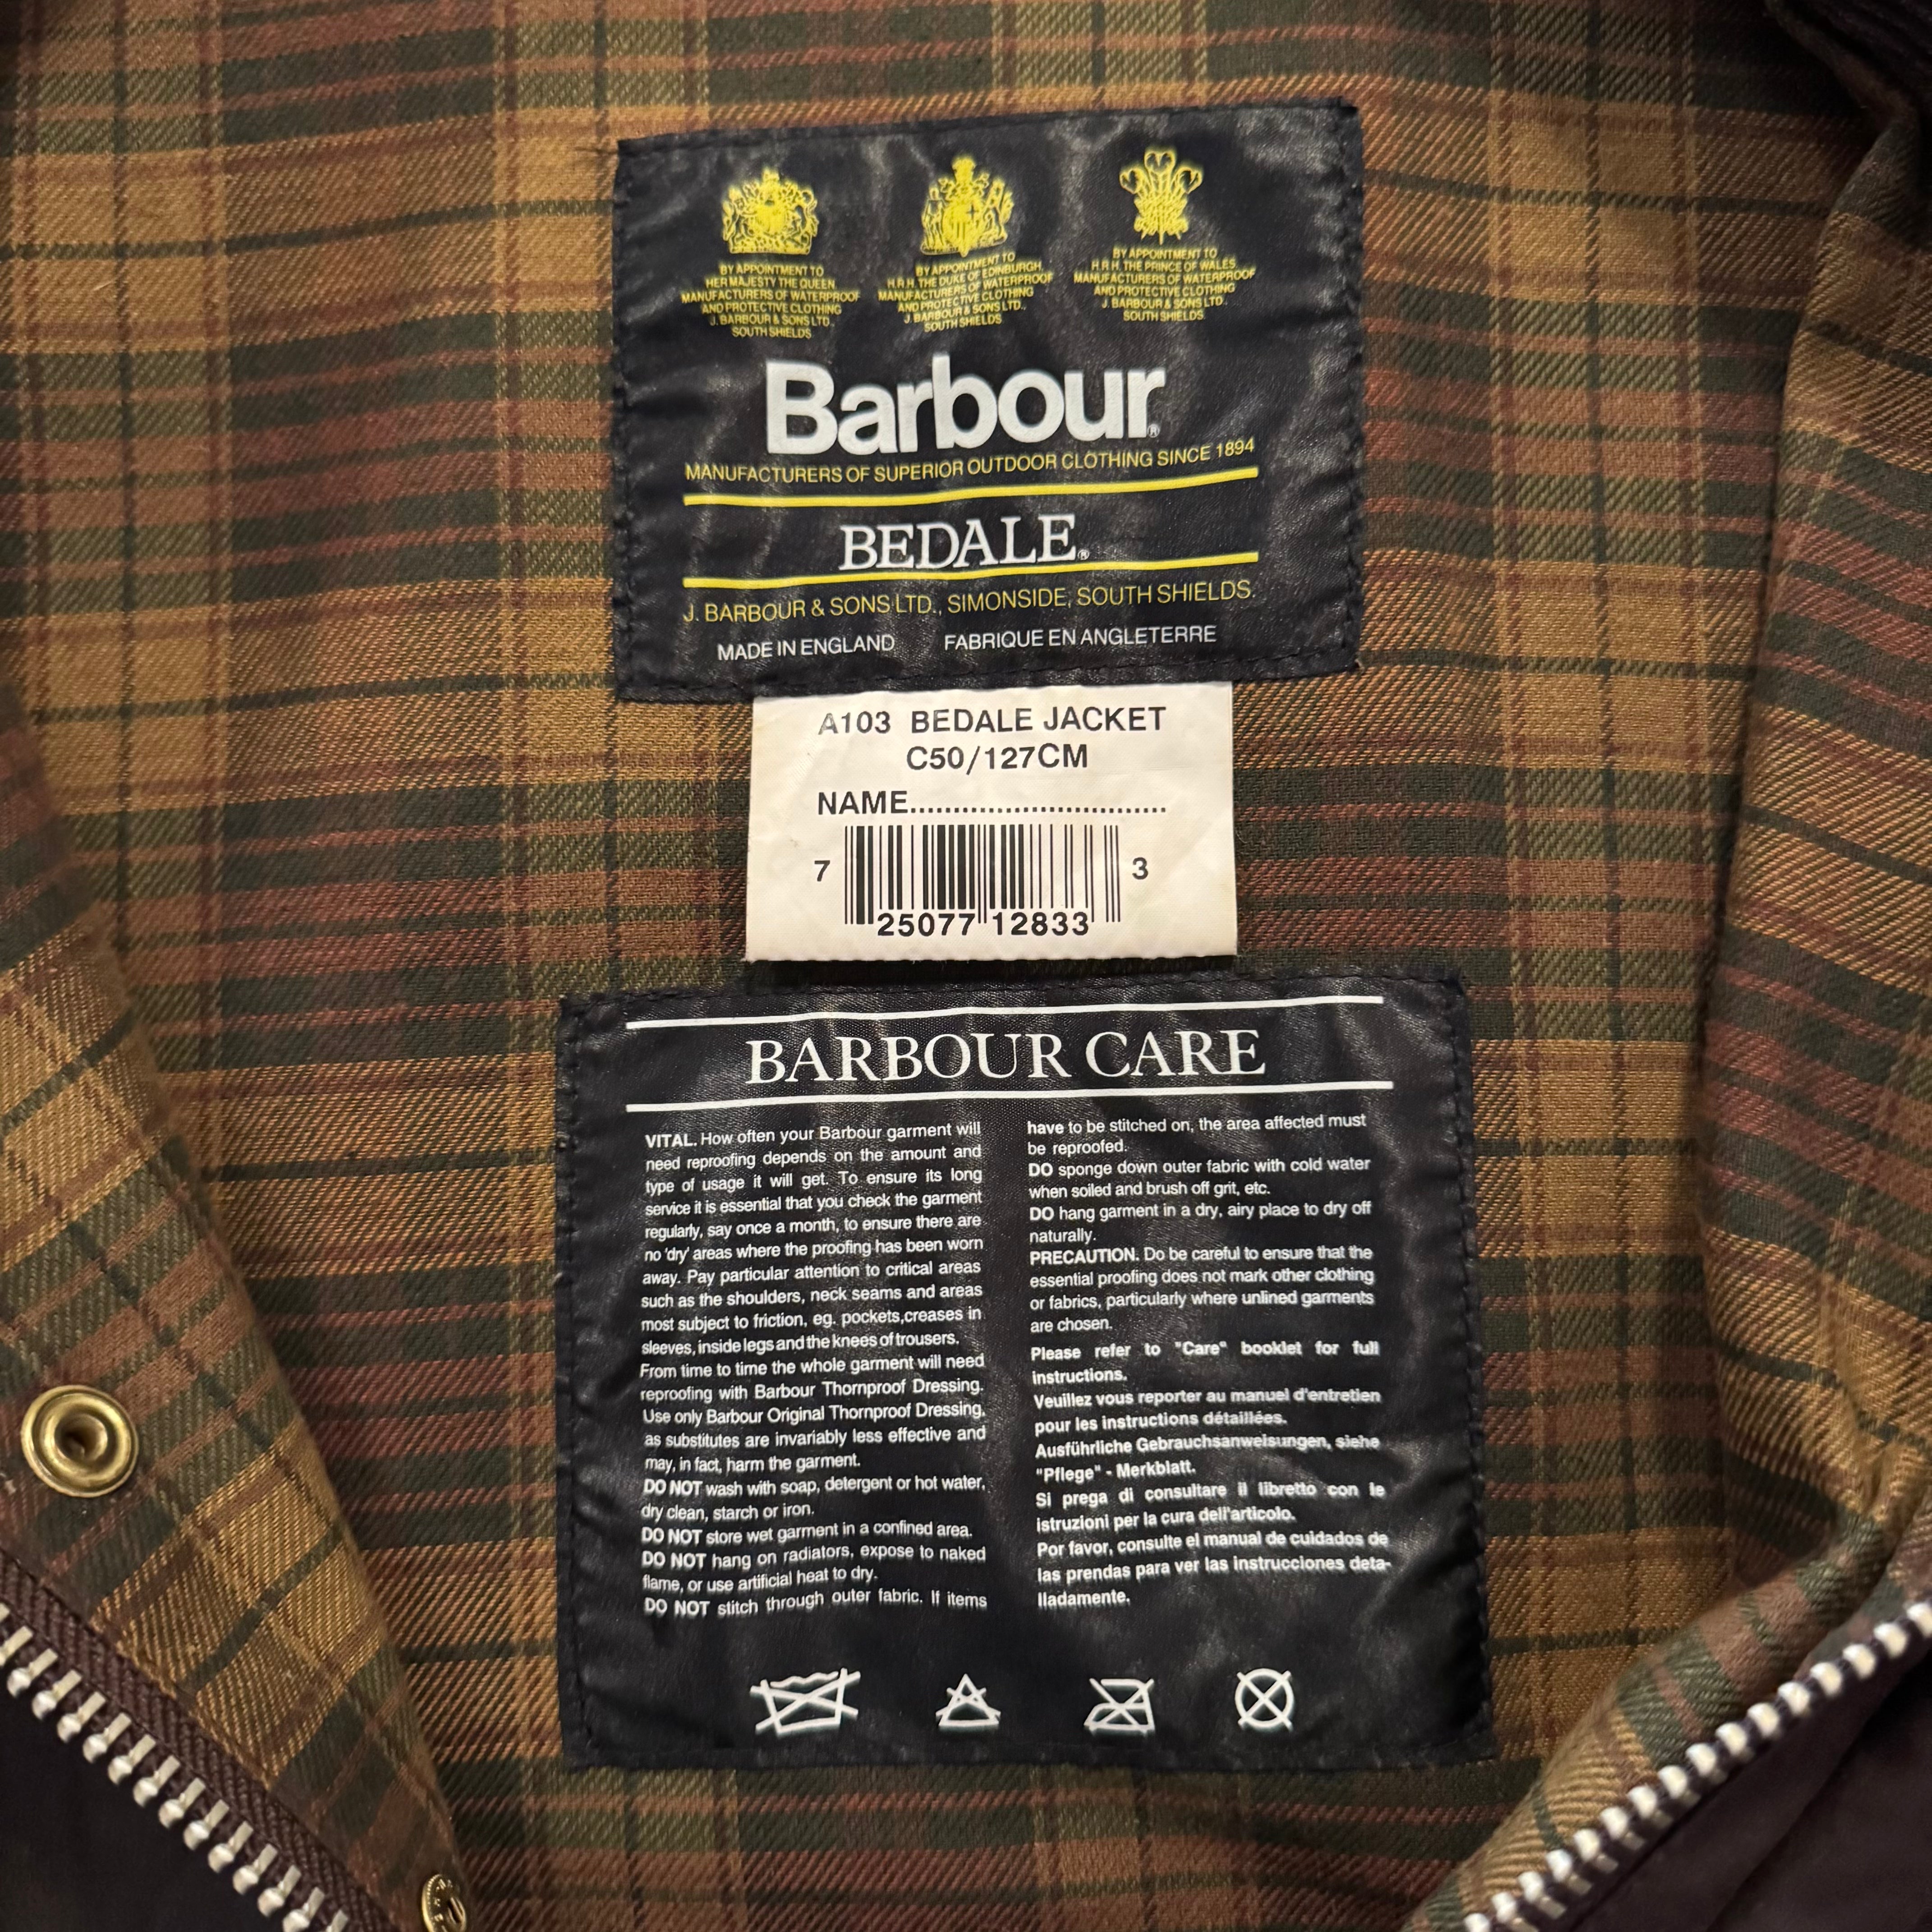 BY APPOINTMENT TO
HER MAJESTY THE QUEEN
MANUFACTURERS OF WATERPROOF
AND PROTECTIVE CLOTHING
J. BARBOUR & SONS LTD.,
SOUTH SHIELDS
BY APPOINTMENT TO
H.R.H. THE DUKE OF EDINBURGH,
MANUFACTURERS OF WATERPROOF
AND PROTECTIVE CLOTHING
J. BARBOUR & SONS LTD.,
SOUTH SHIELDS
BY APPOINTMENT TO
H.R.H. THE PRINCE OF WALES
MANUFACTURERS OF WATERPROOF
AND PROTECTIVE CLOTHING
J. BARBOUR & SONS LTD.
SOUTH SHIELDS.
Barbour®
MANUFACTURERS OF SUPERIOR OUTDOOR CLOTHING SINCE 1894
BEDALE®
J. BARBOUR & SONS LTD., SIMONSIDE, SOUTH SHIELDS.
MADE IN ENGLAND FABRIQUE EN ANGLETERRE
A103 BEDALE JACKET
C50/127CM
NAME..............................
7 25077 12833 3
BARBOUR CARE
VITAL. How often your Barbour garment will
need reproofing depends on the amount and
type of usage it will get. To ensure its long
service it is essential that you check the garment
regularly, say once a month, to ensure there are
no 'dry' areas where the proofing has been worn
away. Pay particular attention to critical areas
such as the shoulders, neck seams and areas
most subject to friction, eg. pockets,creases in
sleeves, inside legs and the knees of trousers.
From time to time the whole garment will need
reproofing with Barbour Thornproof Dressing.
Use only Barbour Original Thornproof Dressing,
as substitutes are invariably less effective and
may, in fact, harm the garment.
DO NOT wash with soap, detergent or hot water,
dry clean, starch or iron.
DO NOT store wet garment in a confined area.
DO NOT hang on radiators, expose to naked
flame, or use artificial heat to dry.
DO NOT stitch through outer fabric. If items
have to be stitched on, the area affected must
be reproofed.
DO sponge down outer fabric with cold water
when soiled and brush off grit, etc.
DO hang garment in a dry, airy place to dry off
naturally.
PRECAUTION. Do be careful to ensure that the
essential proofing does not mark other clothing
or fabrics, particularly where unlined garments
are chosen.
Please refer to "Care" booklet for full
instructions.
Veuillez vous reporter au manuel d'entretien
pour les instructions détaillées.
Ausführliche Gebrauchsanweisungen, siehe
"Pflege" - Merkblatt.
Si prega di consultare il libretto con le
istruzioni per la cura dell'articolo.
Por favor, consulte el manual de cuidados de
las prendas para ver las instrucciones deta-
lladamente.